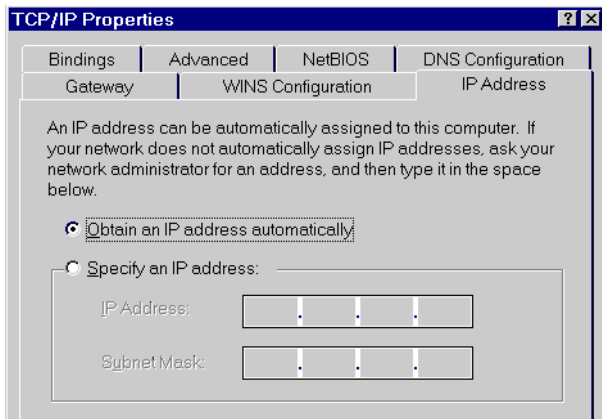 TCP/IP Properties
Bindings Advanced NetBIOS DNS Configuration
Gateway WINS Configuration IP Address
An IP address can be automatically assigned to this computer. If
your network does not automatically assign IP addresses, ask your
network administrator for an address, and then type it in the space
below.
Obtain an IP address automatically
Specify an IP address:
IP Address:
Subnet Mask: